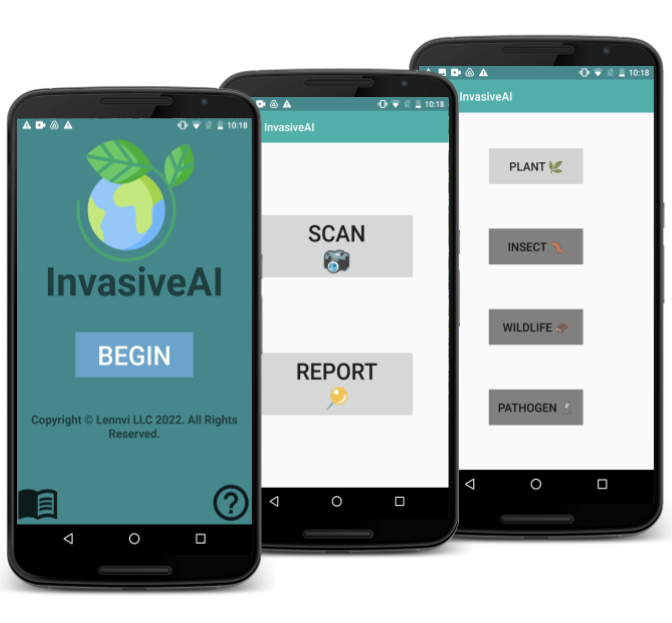 10:18
InvasiveAI
BEGIN
Copyright © Lennvi LLC 2022. All Rights
Reserved.
10:18
InvasiveAI
SCAN
REPORT
10:18
InvasiveAI
PLANT
INSECT
WILDLIFE
PATHOGEN